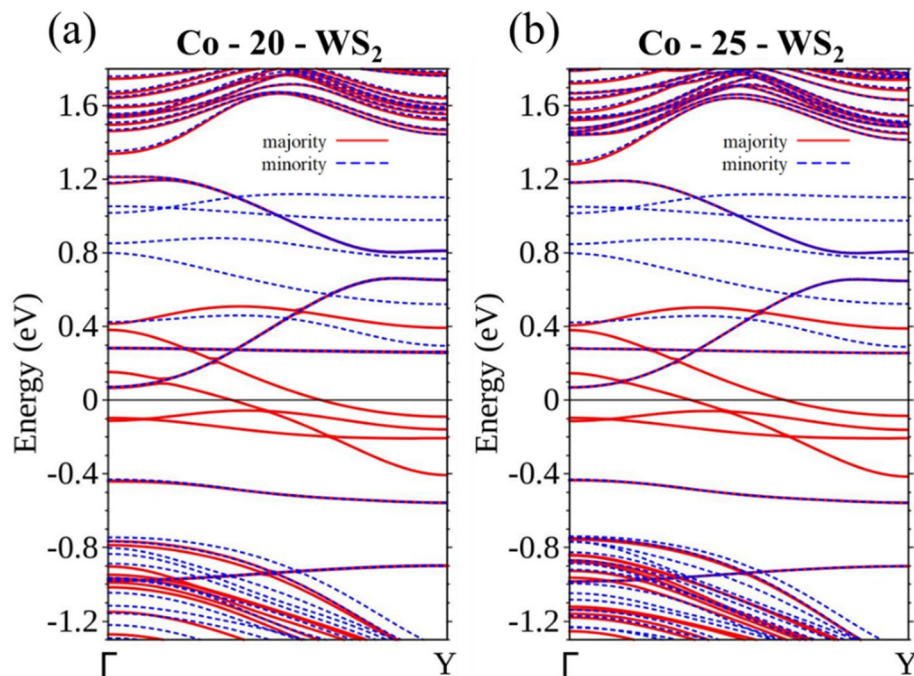 (a)
Co - 20 - WS₂
Energy (eV)
1.6
1.2
0.8
0.4
0
-0.4
-0.8
-1.2
majority
minority
Γ
Y
(b)
Co - 25 - WS₂
Energy (eV)
1.6
1.2
0.8
0.4
0
-0.4
-0.8
-1.2
majority
minority
Γ
Y